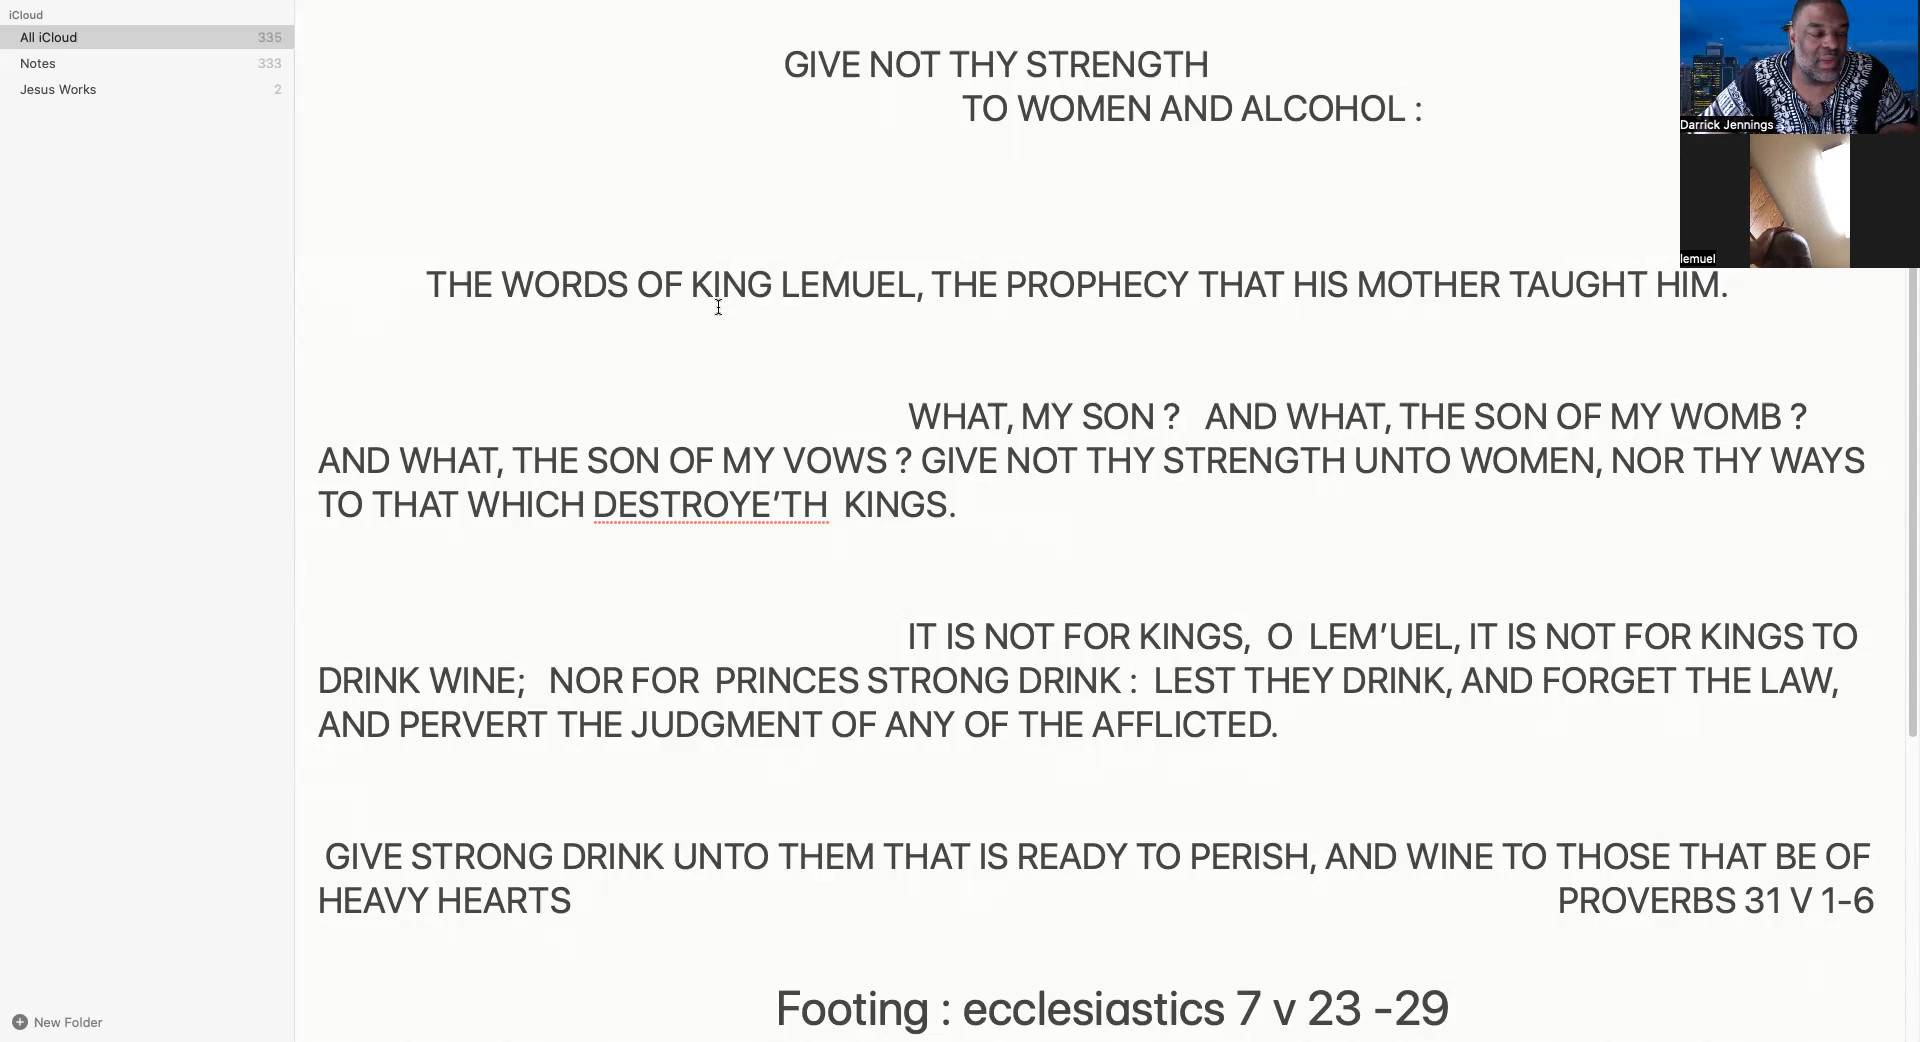 iCloud
All iCloud 335
Notes 333
Jesus Works 2
GIVE NOT THY STRENGTH
TO WOMEN AND ALCOHOL :
Darrick Jennings
lemuel
THE WORDS OF KING LEMUEL, THE PROPHECY THAT HIS MOTHER TAUGHT HIM.
WHAT, MY SON ? AND WHAT, THE SON OF MY WOMB ?
AND WHAT, THE SON OF MY VOWS ? GIVE NOT THY STRENGTH UNTO WOMEN, NOR THY WAYS
TO THAT WHICH DESTROYE’TH KINGS.
IT IS NOT FOR KINGS, O LEM’UEL, IT IS NOT FOR KINGS TO
DRINK WINE; NOR FOR PRINCES STRONG DRINK : LEST THEY DRINK, AND FORGET THE LAW,
AND PERVERT THE JUDGMENT OF ANY OF THE AFFLICTED.
GIVE STRONG DRINK UNTO THEM THAT IS READY TO PERISH, AND WINE TO THOSE THAT BE OF
HEAVY HEARTS PROVERBS 31 V 1-6
Footing : ecclesiastics 7 v 23 -29
New Folder